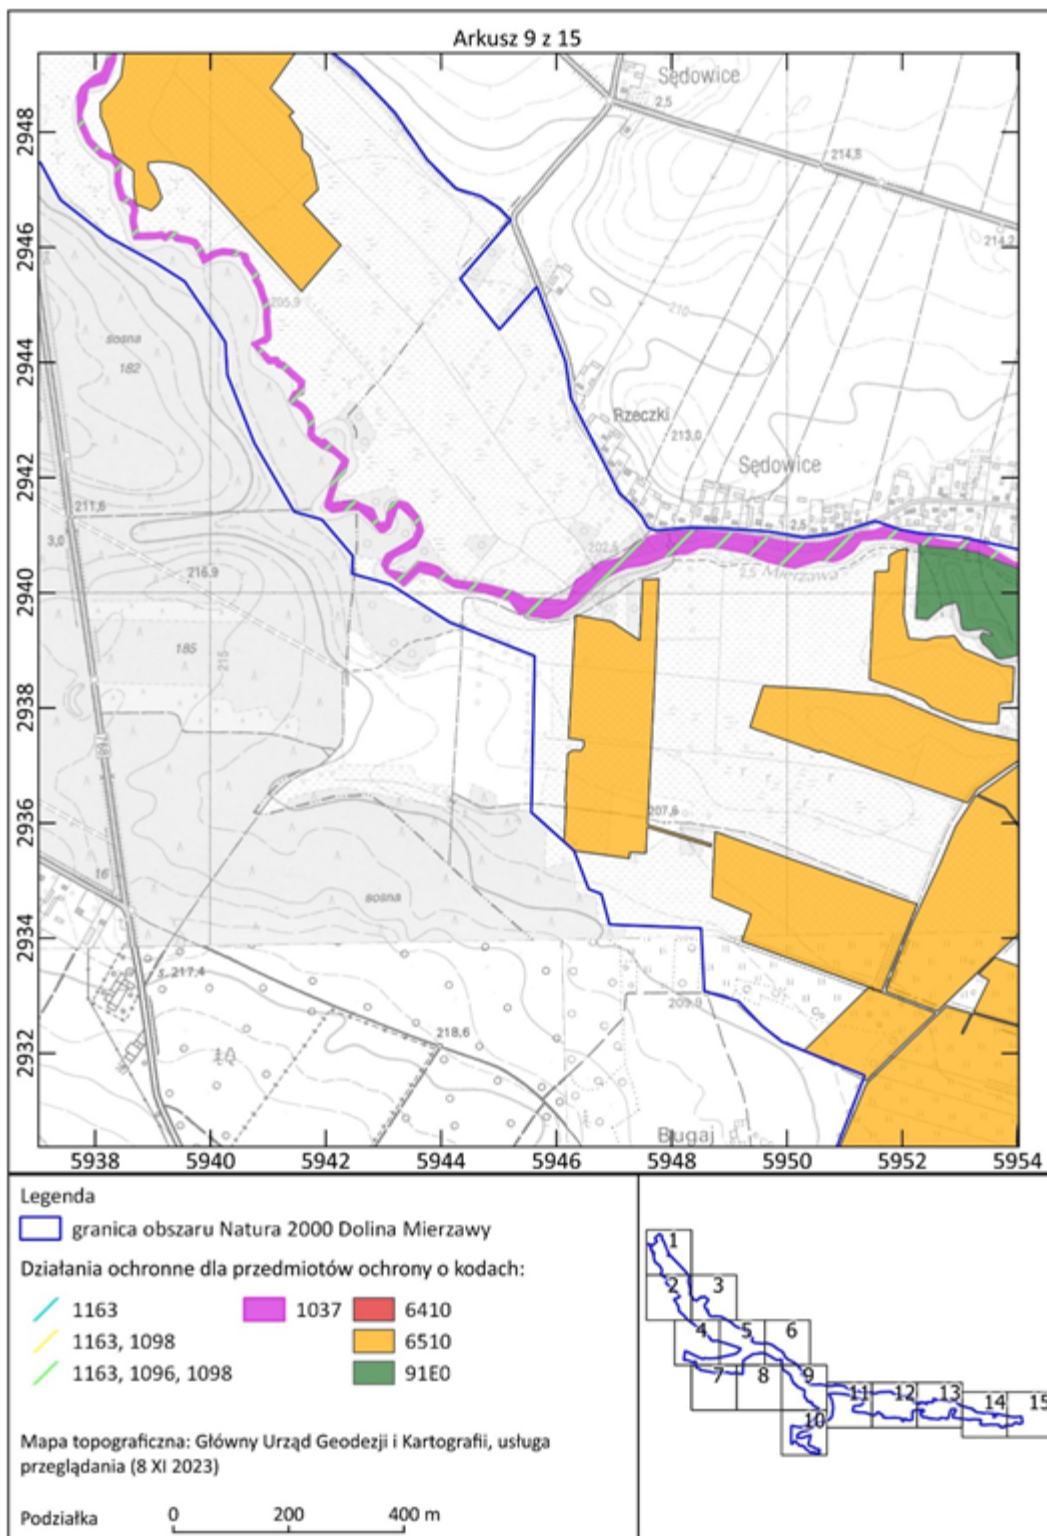 Arkusz 9 z 15
Sędowice
2,5
214,8
214,2
2948
2946
2944
2942
2940
2938
2936
2934
2932
205,9
210
sosna
182
Rzeczki
213,0
Sędowice
2,5
211,6
3,0
202,5
Mierzawa
216,9
185
215
768
207,6
16
sosna
s. 217,4
209,9
218,6
Bugaj
5938 5940 5942 5944 5946 5948 5950 5952 5954
Legenda
granica obszaru Natura 2000 Dolina Mierzawy
Działania ochronne dla przedmiotów ochrony o kodach:
1163 1037 6410
1163, 1098 6510
1163, 1096, 1098 91E0
Mapa topograficzna: Główny Urząd Geodezji i Kartografii, usługa
przeglądania (8 XI 2023)
Podziałka 0 200 400 m
1
2 3
4 5 6
7 8 9
10 11 12 13 14 15